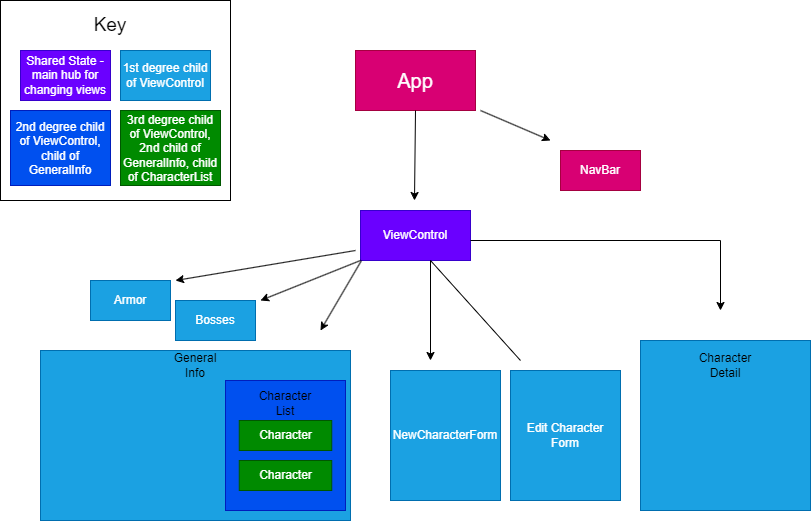 Key
Shared State -
main hub for
changing views
1st degree child
of ViewControl
2nd degree child
of ViewControl,
child of
GeneralInfo
3rd degree child
of ViewControl,
2nd child of
GeneralInfo, child
of CharacterList
App
NavBar
ViewControl
Armor
Bosses
General
Info
Character
List
Character
Character
NewCharacterForm
Edit Character
Form
Character
Detail